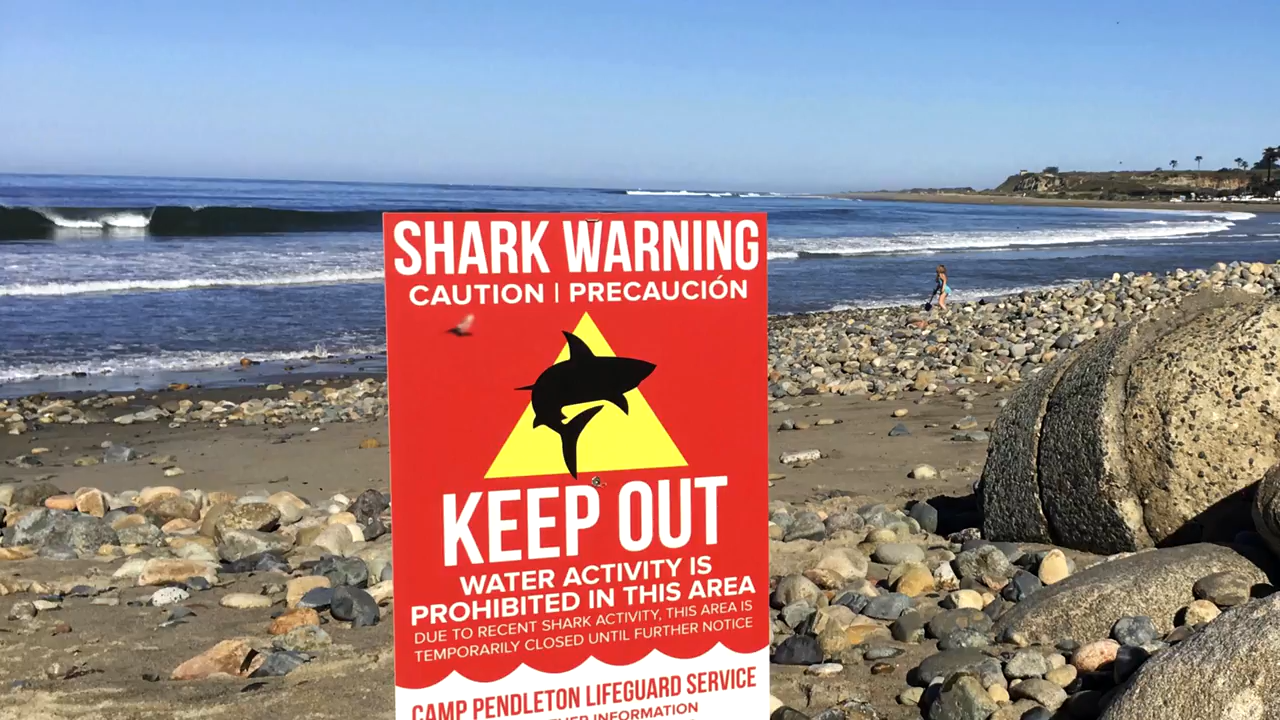 SHARK WARNING
CAUTION | PRECAUCIÓN
KEEP OUT
WATER ACTIVITY IS
PROHIBITED IN THIS AREA
DUE TO RECENT SHARK ACTIVITY, THIS AREA IS
TEMPORARILY CLOSED UNTIL FURTHER NOTICE
CAMP PENDLETON LIFEGUARD SERVICE
INFORMATION